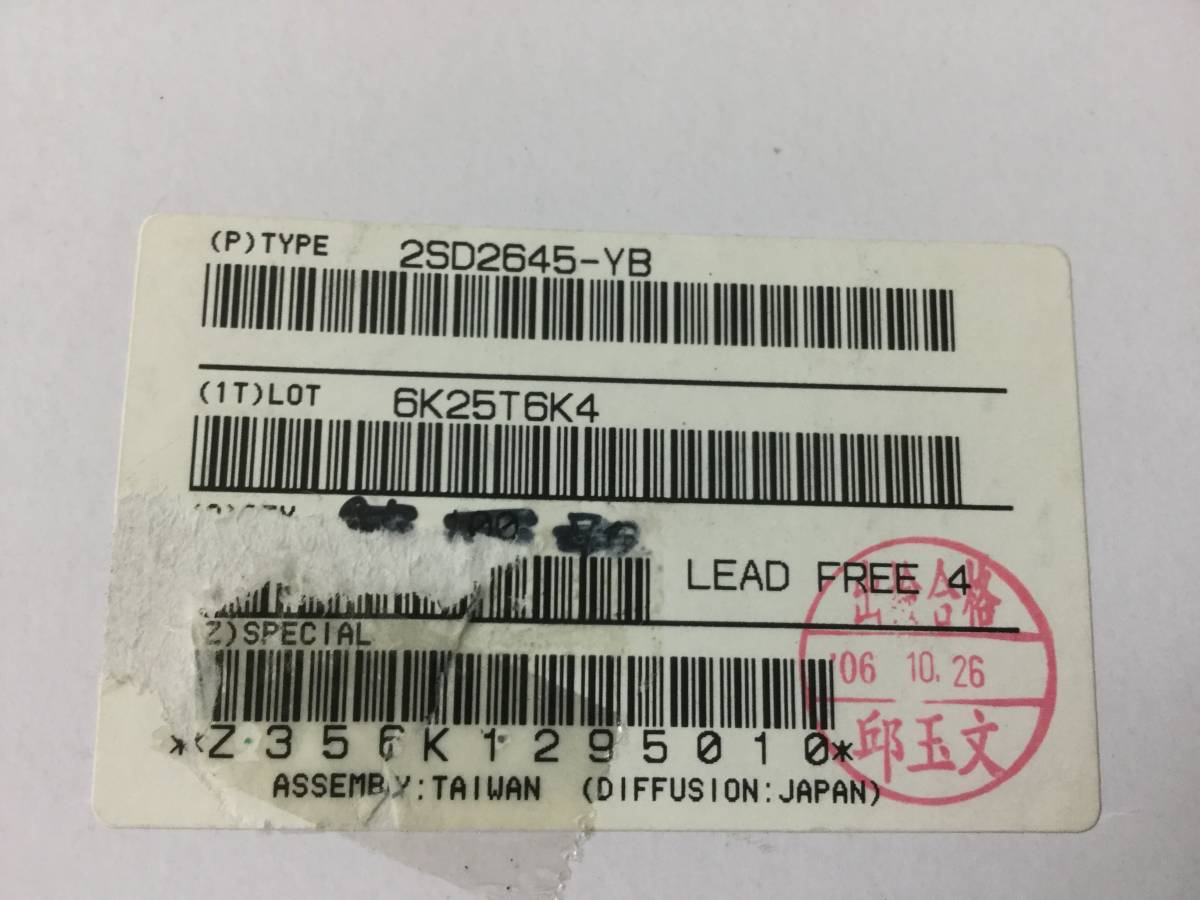 (P)TYPE 2SD2645-YB
(1T)LOT 6K25T6K4
LEAD FREE 4
Z)SPECIAL
*Z356K1295010*
ASSEMBLY:TAIWAN (DIFFUSION:JAPAN)
合格
'06 10.26
邱玉文